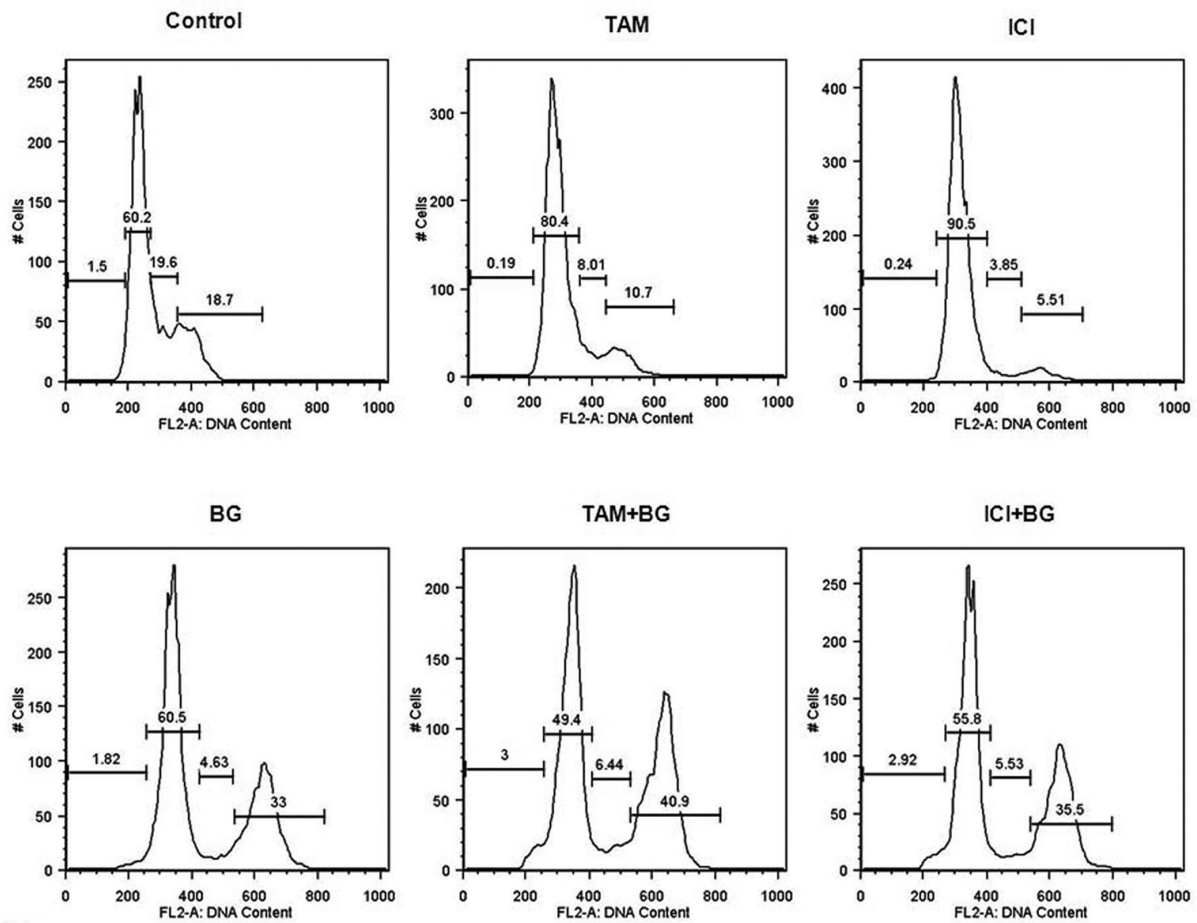 Control
TAM
ICI
250
200
150
100
50
0
# Cells
1.5
60.2
19.6
18.7
0 200 400 600 800 1000
FL2-A: DNA Content
300
200
100
0
# Cells
0.19
80.4
8.01
10.7
0 200 400 600 800 1000
FL2-A: DNA Content
400
300
200
100
0
# Cells
0.24
90.5
3.85
5.51
0 200 400 600 800 1000
FL2-A: DNA Content
BG
TAM+BG
ICI+BG
250
200
150
100
50
0
# Cells
1.82
60.5
4.63
33
0 200 400 600 800 1000
FL2-A: DNA Content
200
150
100
50
0
# Cells
3
49.4
6.44
40.9
0 200 400 600 800 1000
FL2-A: DNA Content
250
200
150
100
50
0
# Cells
2.92
55.8
5.53
35.5
0 200 400 600 800 1000
FL2-A: DNA Content